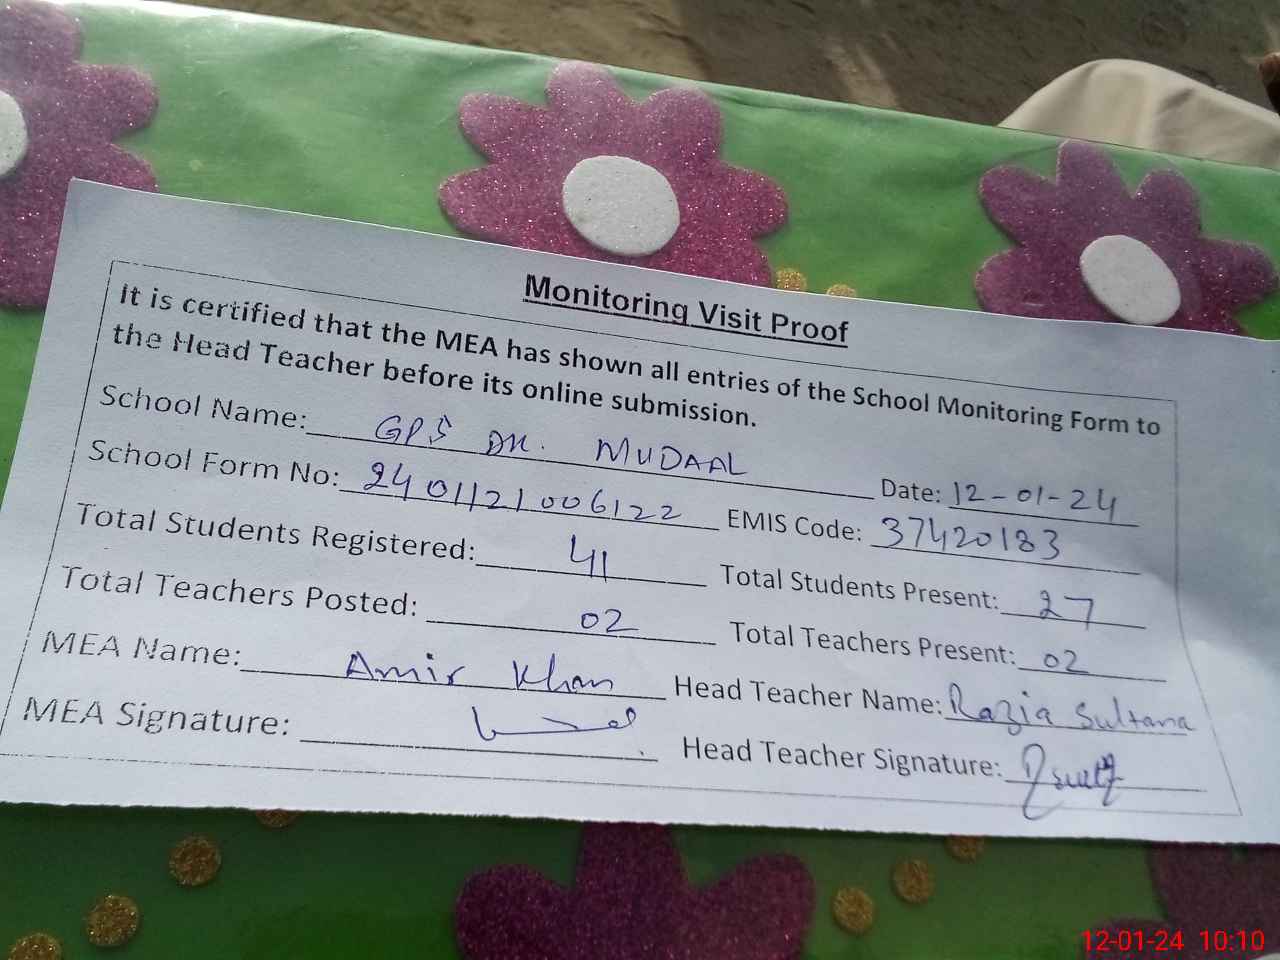 Monitoring Visit Proof
It is certified that the MEA has shown all entries of the School Monitoring Form to
the Head Teacher before its online submission.
School Name: GPS DK. MUDAAL Date: 12-01-24
School Form No: 2401121006122 EMIS Code: 37420183
Total Students Registered: 41 Total Students Present: 27
Total Teachers Posted: 02 Total Teachers Present: 02
MEA Name: Amir Khan Head Teacher Name: Razia Sultana
MEA Signature: Head Teacher Signature:
12-01-24 10:10